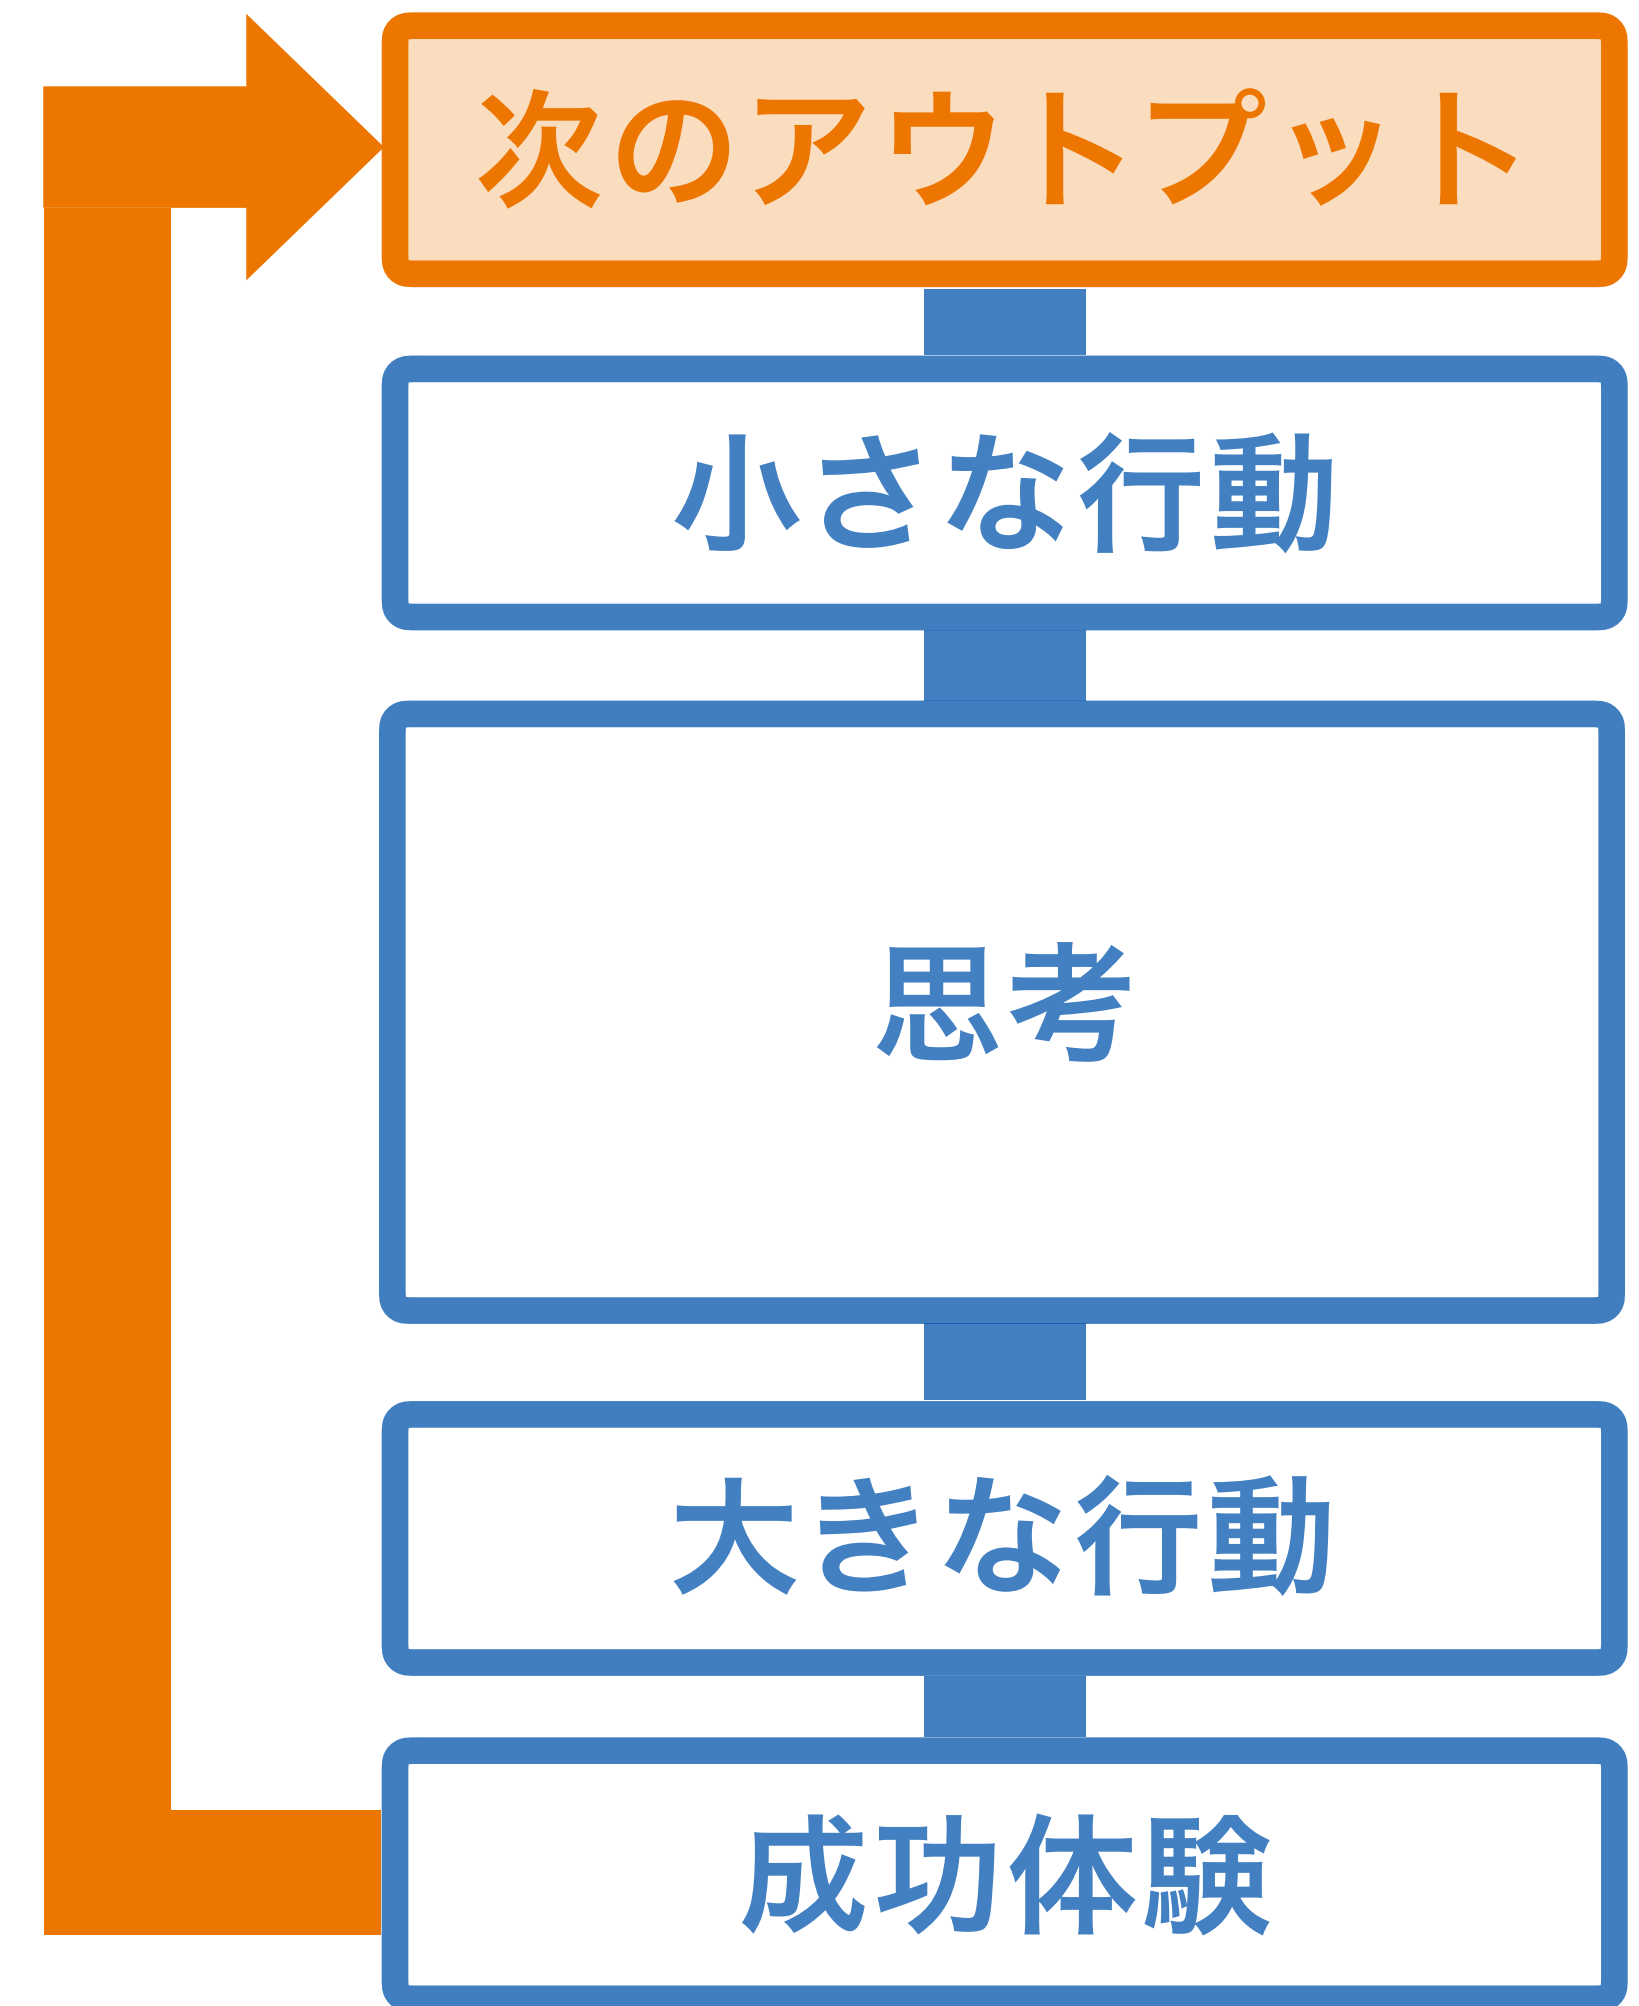 次のアウトプット
小さな行動
思考
大きな行動
成功体験